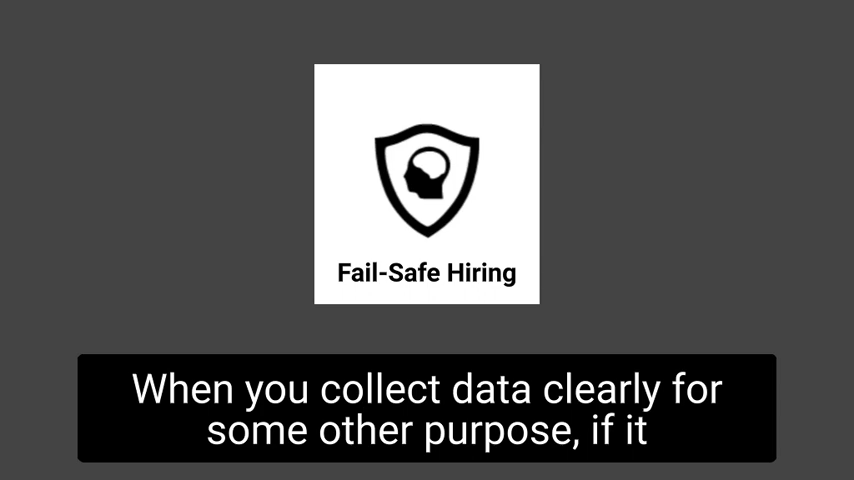 Fail-Safe Hiring
When you collect data clearly for
some other purpose, if it